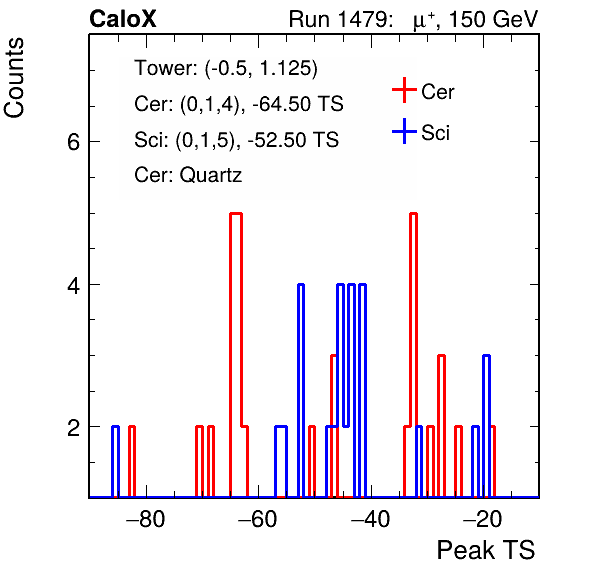 CaloX Run 1479: μ⁺, 150 GeV
Counts
Tower: (-0.5, 1.125)
Cer: (0,1,4), -64.50 TS
Sci: (0,1,5), -52.50 TS
Cer: Quartz
Cer
Sci
6
4
2
−80 −60 −40 −20
Peak TS